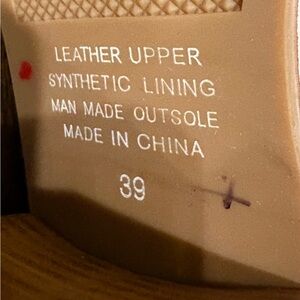 LEATHER UPPER
SYNTHETIC LINING
MAN MADE OUTSOLE
MADE IN CHINA
39